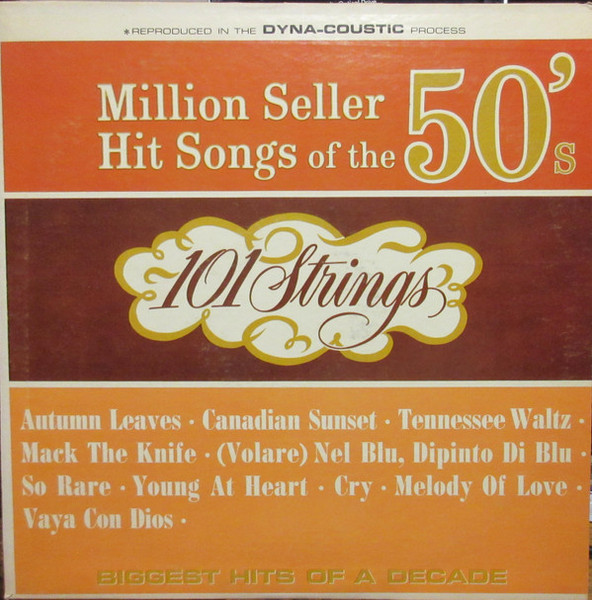 *REPRODUCED IN THE DYNA-COUSTIC PROCESS
Million Seller
Hit Songs of the 50's
101 Strings
Autumn Leaves · Canadian Sunset · Tennessee Waltz ·
Mack The Knife · (Volare) Nel Blu, Dipinto Di Blu ·
So Rare · Young At Heart · Cry · Melody Of Love ·
Vaya Con Dios ·
BIGGEST HITS OF A DECADE